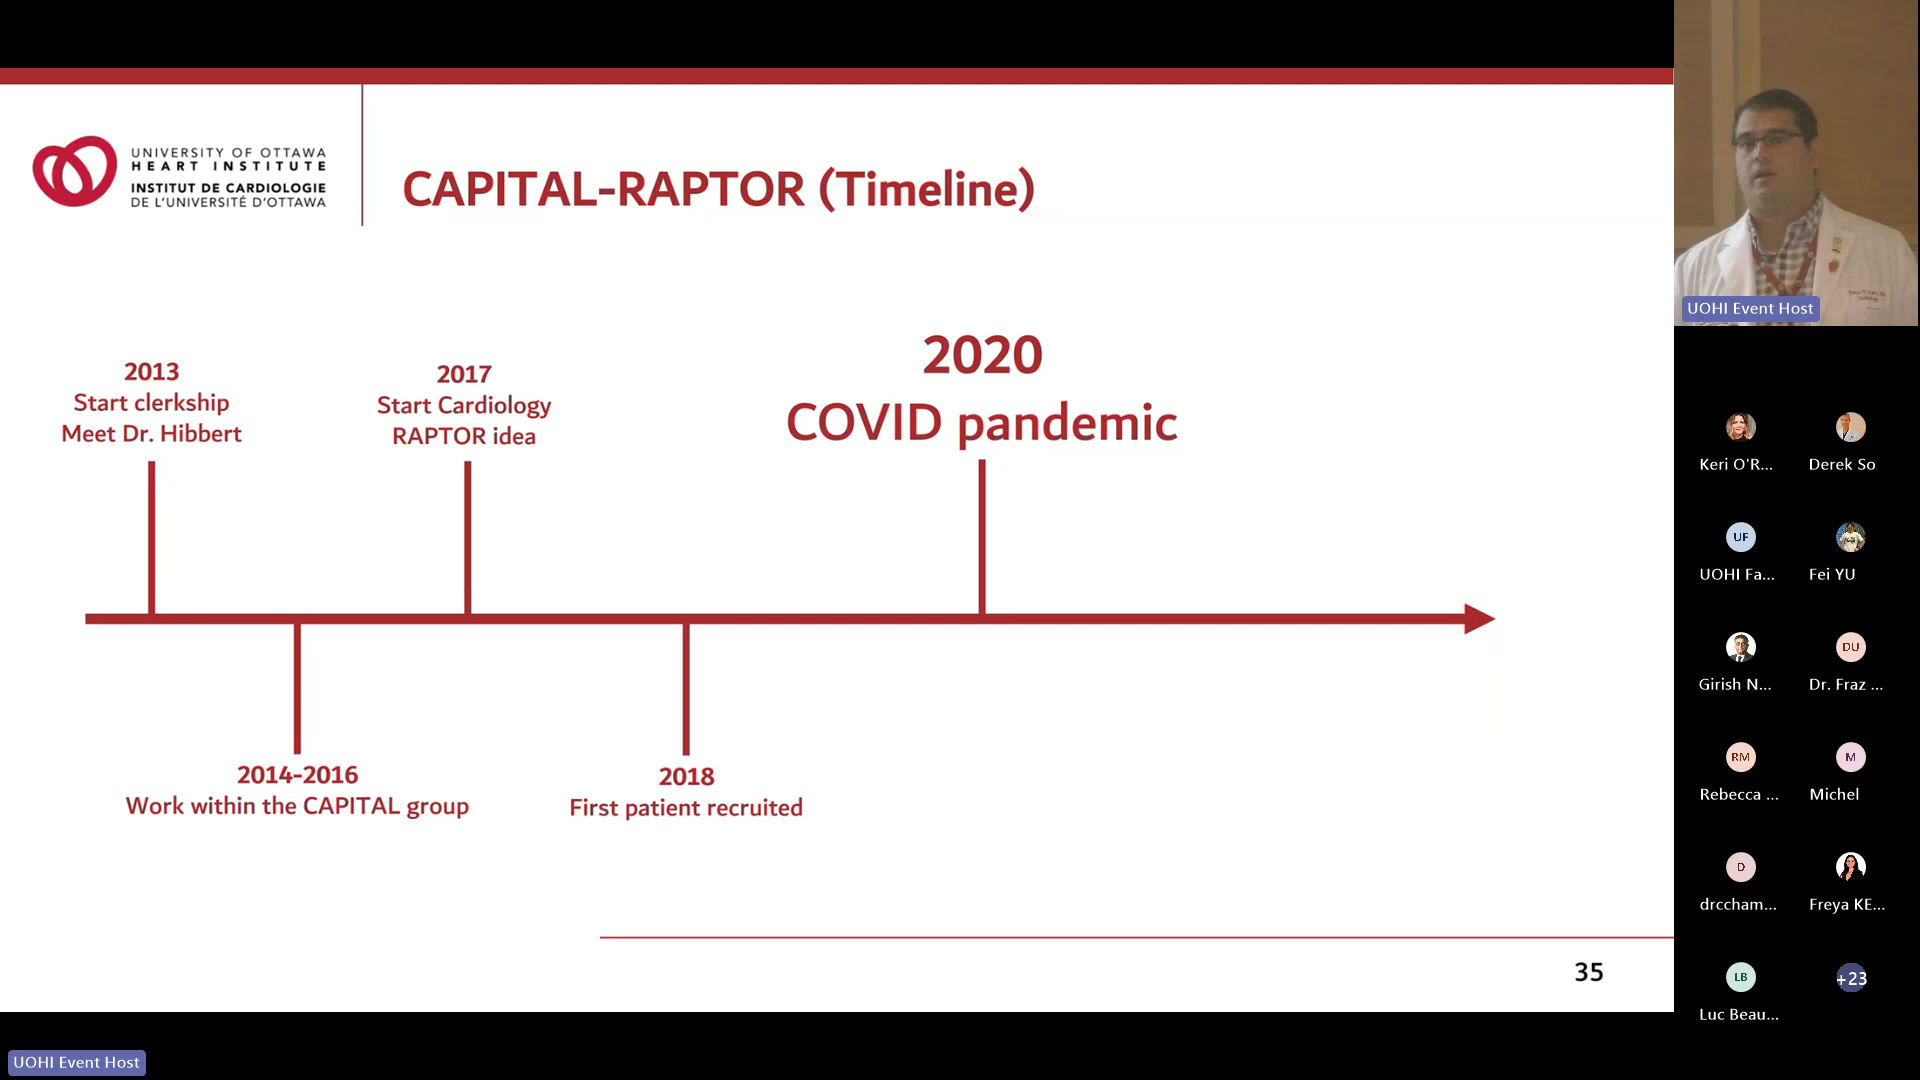 UNIVERSITY OF OTTAWA
HEART INSTITUTE
INSTITUT DE CARDIOLOGIE
DE L'UNIVERSITÉ D'OTTAWA
CAPITAL-RAPTOR (Timeline)
2013
Start clerkship
Meet Dr. Hibbert
2017
Start Cardiology
RAPTOR idea
2020
COVID pandemic
2014-2016
Work within the CAPITAL group
2018
First patient recruited
35
UOHI Event Host
UOHI Event Host
Keri O'R...
Derek So
UF
UOHI Fa...
Fei YU
Girish N...
DU
Dr. Fraz ...
RM
Rebecca ...
M
Michel
D
drccham...
Freya KE...
LB
Luc Beau...
+23